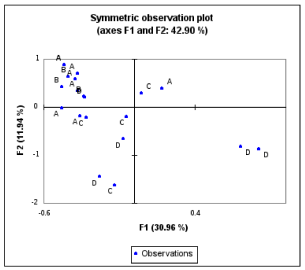 Symmetric observation plot
(axes F1 and F2: 42.90 %)
1
A
B
A
B
A
A
B
C
A
0
A
A
C
C
D
-1
D
D
D
C
-2
-0.6
0.4
F2 (11.94 %)
F1 (30.96 %)
Observations